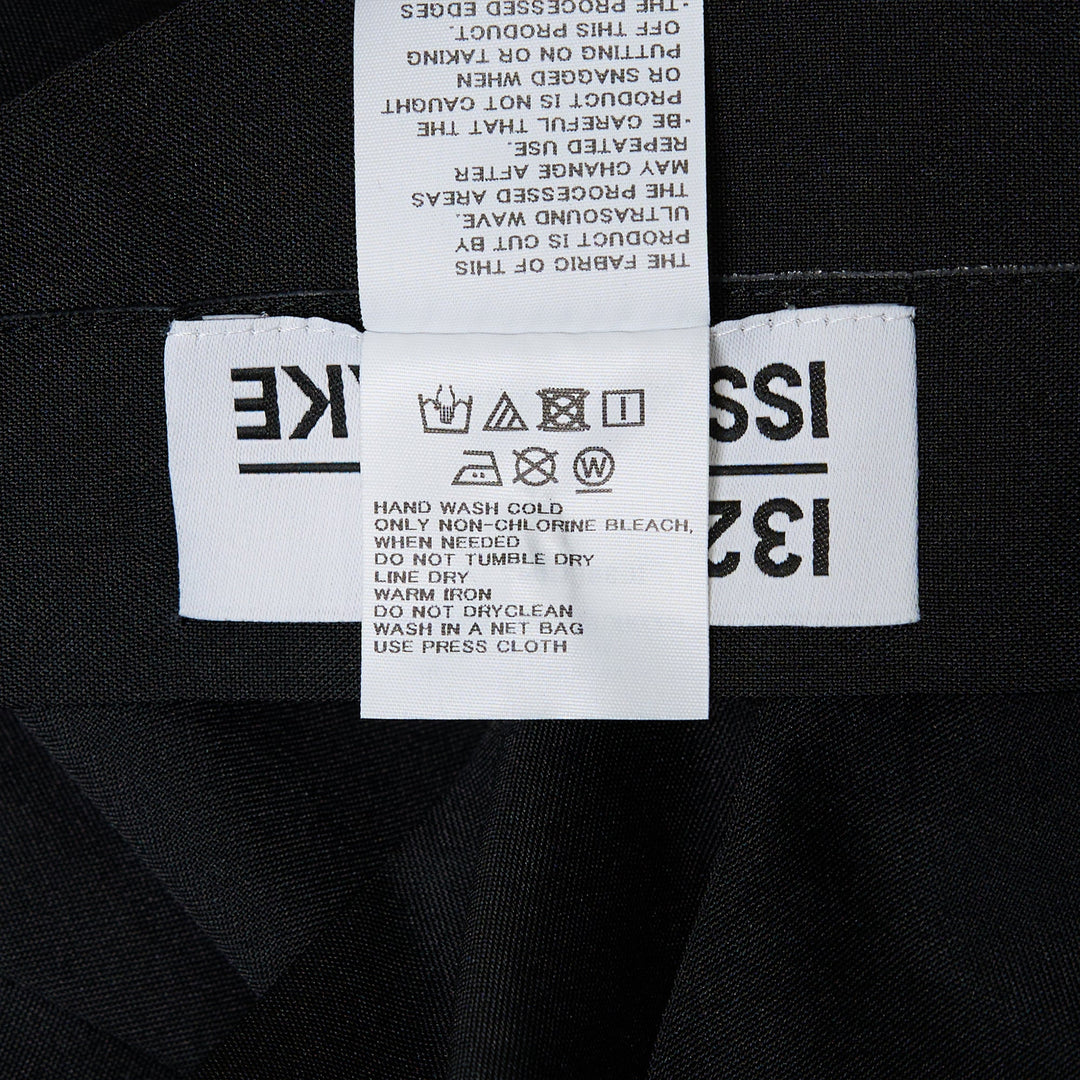 THE FABRIC OF THIS
PRODUCT IS CUT BY
ULTRASOUND WAVE.
THE PROCESSED AREAS
MAY CHANGE AFTER
REPEATED USE.
·BE CAREFUL THAT THE
PRODUCT IS NOT CAUGHT
OR SNAGGED WHEN
PUTTING ON OR TAKING
OFF THIS PRODUCT.
·THE PROCESSED EDGES
I32
ISS KE
W
HAND WASH COLD
ONLY NON-CHLORINE BLEACH,
WHEN NEEDED
DO NOT TUMBLE DRY
LINE DRY
WARM IRON
DO NOT DRYCLEAN
WASH IN A NET BAG
USE PRESS CLOTH